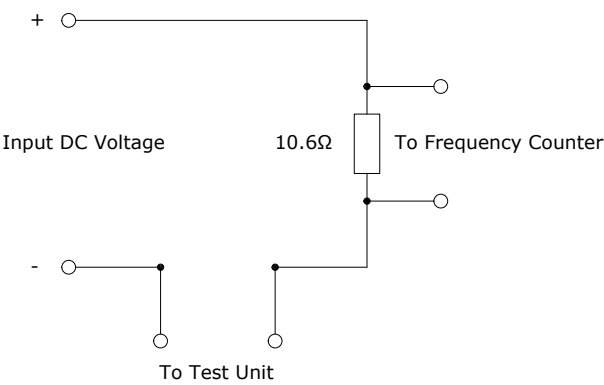 +
Input DC Voltage
10.6Ω
To Frequency Counter
-
To Test Unit